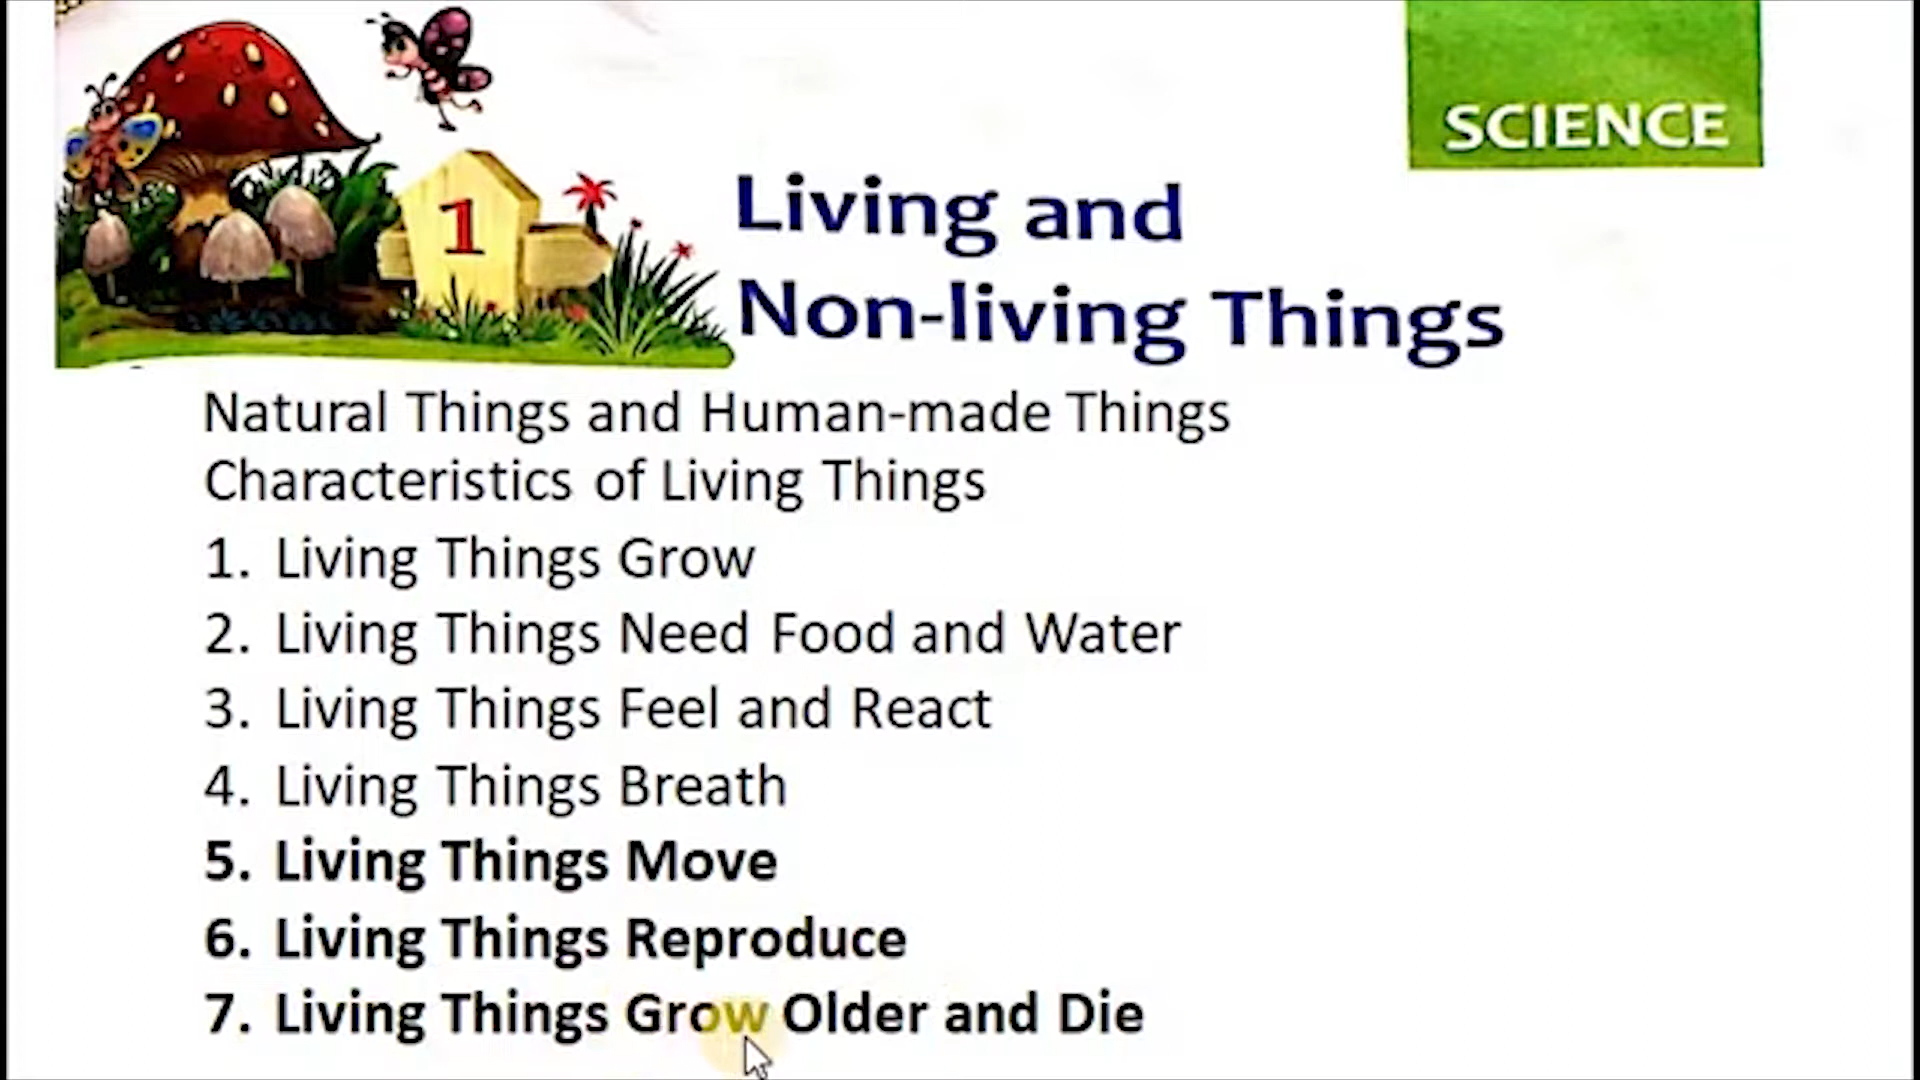 SCIENCE
1
Living and
Non-living Things
Natural Things and Human-made Things
Characteristics of Living Things
1. Living Things Grow
2. Living Things Need Food and Water
3. Living Things Feel and React
4. Living Things Breath
5. Living Things Move
6. Living Things Reproduce
7. Living Things Grow Older and Die